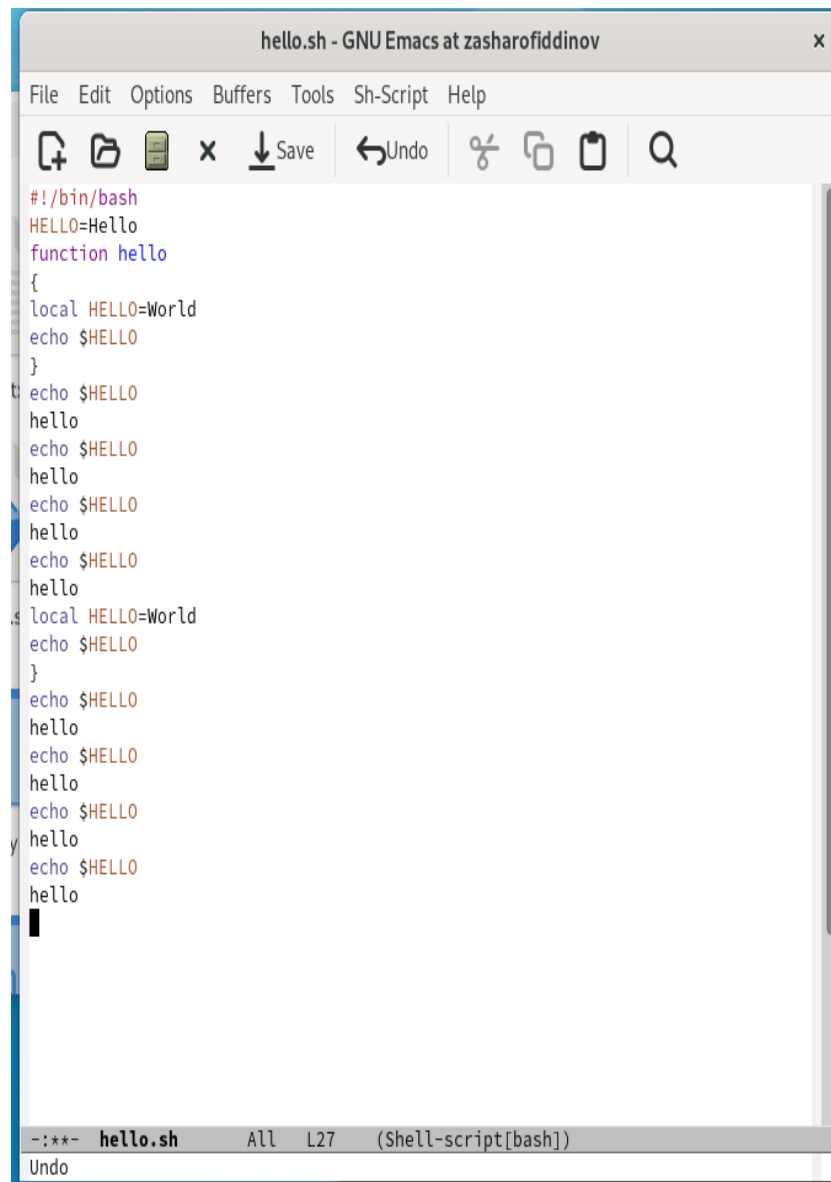 hello.sh - GNU Emacs at zasharofiddinov
File Edit Options Buffers Tools Sh-Script Help
Save Undo
#!/bin/bash
HELLO=Hello
function hello
{
local HELLO=World
echo $HELLO
}
echo $HELLO
hello
echo $HELLO
hello
echo $HELLO
hello
echo $HELLO
hello
local HELLO=World
echo $HELLO
}
echo $HELLO
hello
echo $HELLO
hello
echo $HELLO
hello
echo $HELLO
hello
-:**- hello.sh All L27 (Shell-script[bash])
Undo